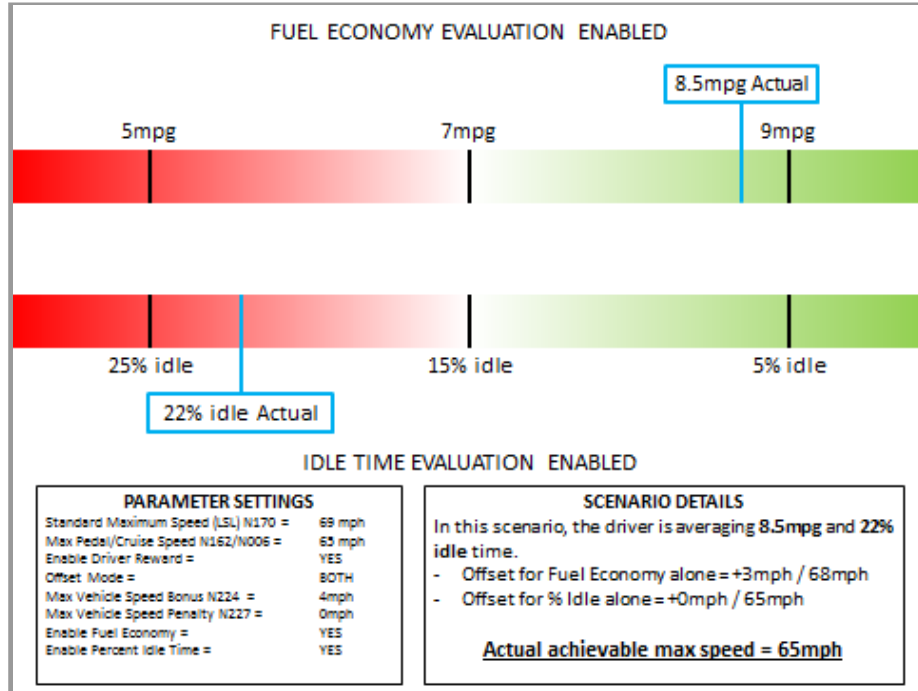 FUEL ECONOMY EVALUATION ENABLED
8.5mpg Actual
5mpg 7mpg 9mpg
25% idle 15% idle 5% idle
22% idle Actual
IDLE TIME EVALUATION ENABLED
PARAMETER SETTINGS
Standard Maximum Speed (LSL) N170 = 69 mph
Max Pedal/Cruise Speed N162/N006 = 65 mph
Enable Driver Reward = YES
Offset Mode = BOTH
Max Vehicle Speed Bonus N224 = 4mph
Max Vehicle Speed Penalty N227 = 0mph
Enable Fuel Economy = YES
Enable Percent Idle Time = YES
SCENARIO DETAILS
In this scenario, the driver is averaging 8.5mpg and 22%
idle time.
- Offset for Fuel Economy alone = +3mph / 68mph
- Offset for % Idle alone = +0mph / 65mph
Actual achievable max speed = 65mph